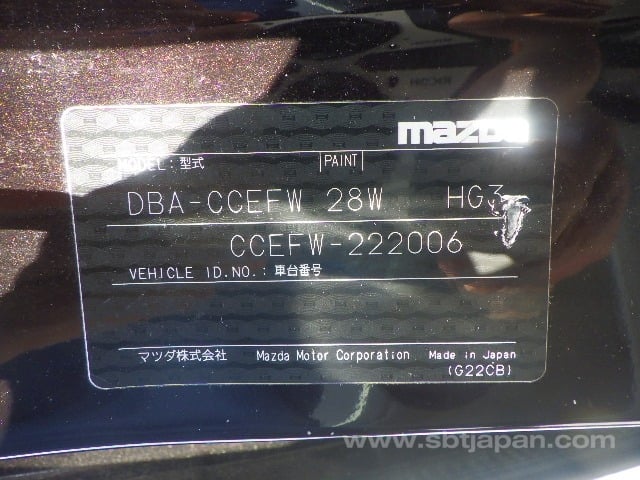 mazda
MODEL：型式 PAINT
DBA-CCEFW 28W HG3
CCEFW-222006
VEHICLE ID.NO.：車台番号
マツダ株式会社 Mazda Motor Corporation Made in Japan
(G22CB)
www.sbtjapan.com